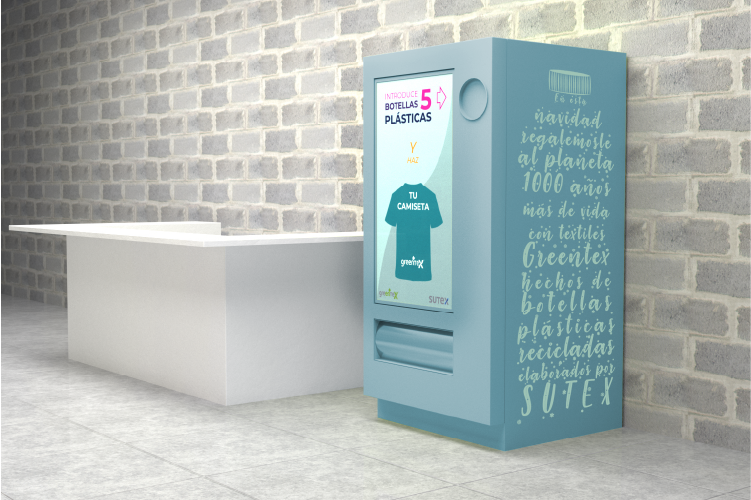 INTRODUCE
BOTELLAS 5
PLÁSTICAS
Y
HAZ
TU
CAMISETA
greentex
greentex
SUTEX
En esta
navidad
regalemosle
al planeta
1000 años
más de vida
con textiles
Greentex
hechos de
botellas
plásticas
recicladas
elaborados por
SUTEX